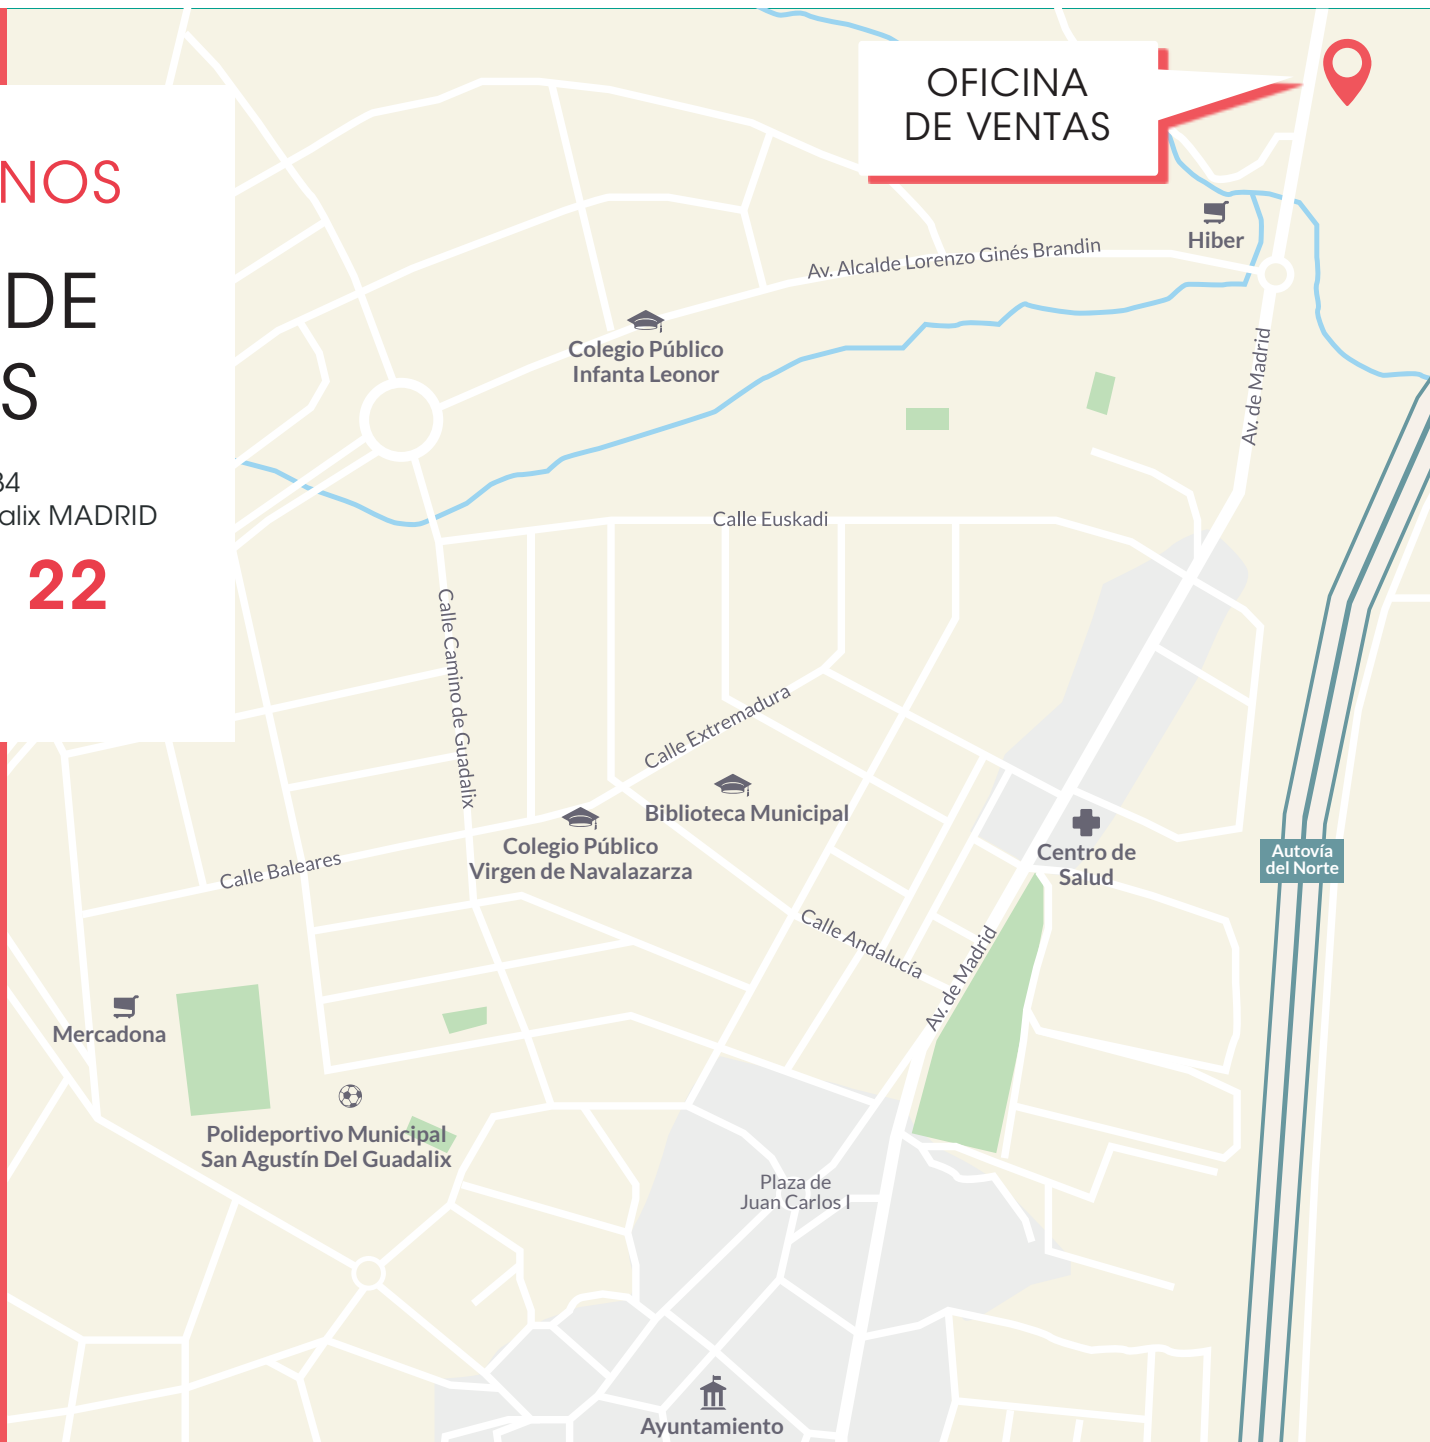 OFICINA
DE VENTAS
NOS
DE
S
34
alix MADRID
22
Hiber
Av. Alcalde Lorenzo Ginés Brandin
Colegio Público
Infanta Leonor
Av. de Madrid
Calle Euskadi
Calle Camino de Guadalix
Calle Extremadura
Biblioteca Municipal
Colegio Público
Virgen de Navalazarza
Calle Baleares
Centro de
Salud
Autovía
del Norte
Calle Andalucía
Av. de Madrid
Mercadona
Polideportivo Municipal
San Agustín Del Guadalix
Plaza de
Juan Carlos I
Ayuntamiento